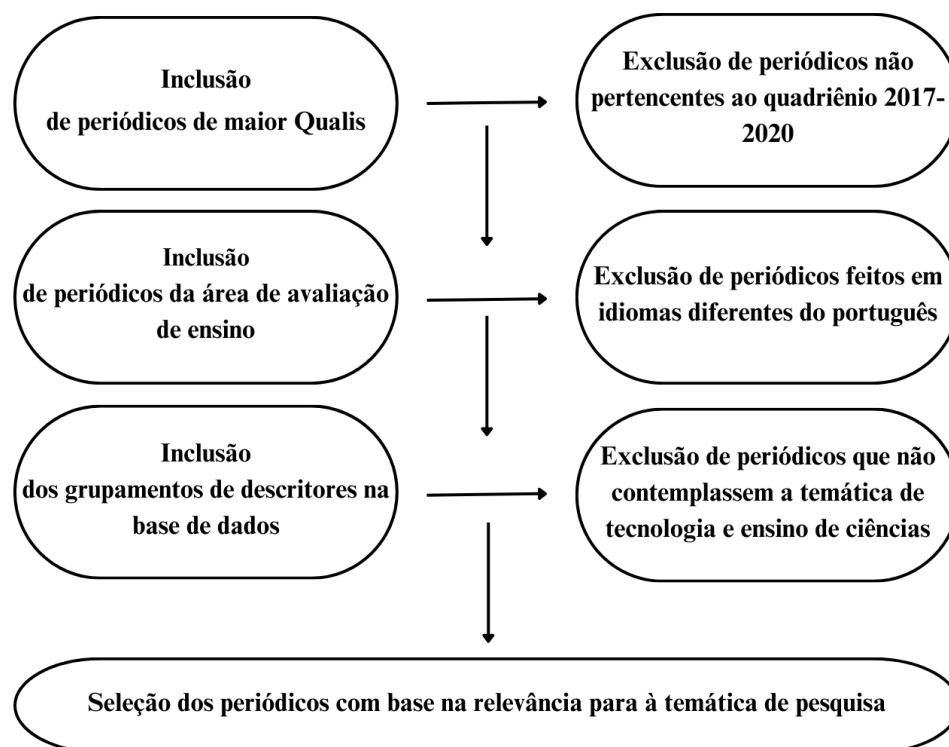 Inclusão
de periódicos de maior Qualis
Exclusão de periódicos não
pertencentes ao quadriênio 2017-
2020
Inclusão
de periódicos da área de avaliação
de ensino
Exclusão de periódicos feitos em
idiomas diferentes do português
Inclusão
dos grupamentos de descritores na
base de dados
Exclusão de periódicos que não
contemplassem a temática de
tecnologia e ensino de ciências
Seleção dos periódicos com base na relevância para à temática de pesquisa